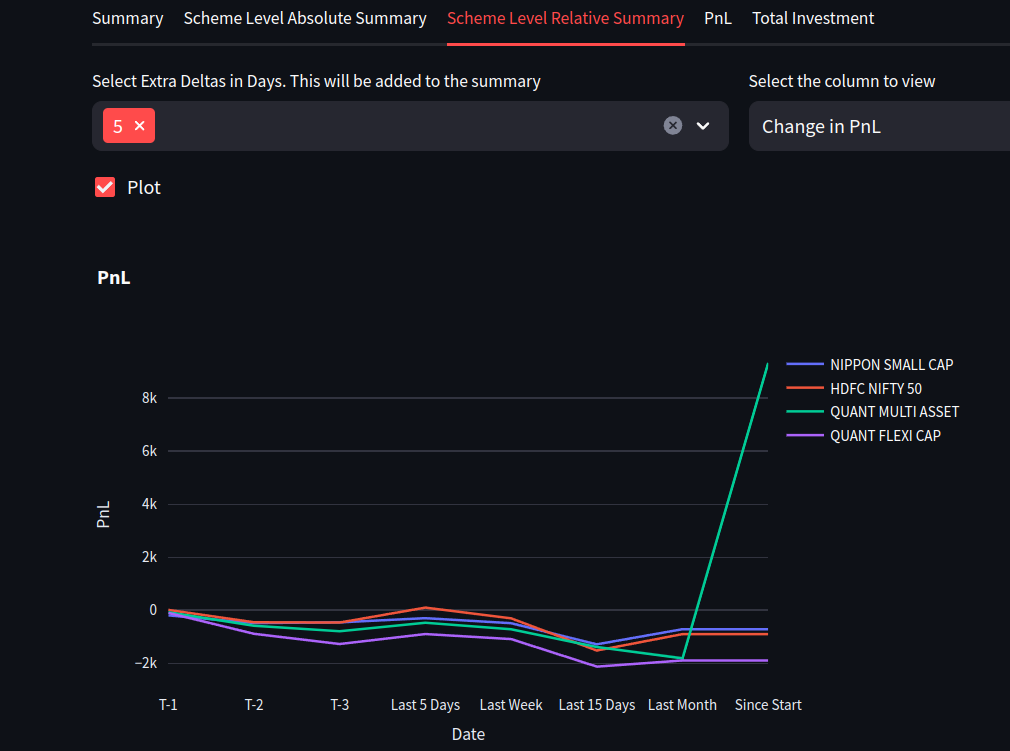 Summary Scheme Level Absolute Summary Scheme Level Relative Summary PnL Total Investment
Select Extra Deltas in Days. This will be added to the summary
Select the column to view
5
Change in PnL
Plot
PnL
NIPPON SMALL CAP
HDFC NIFTY 50
QUANT MULTI ASSET
QUANT FLEXI CAP
8k
6k
4k
2k
0
−2k
PnL
T-1 T-2 T-3 Last 5 Days Last Week Last 15 Days Last Month Since Start
Date